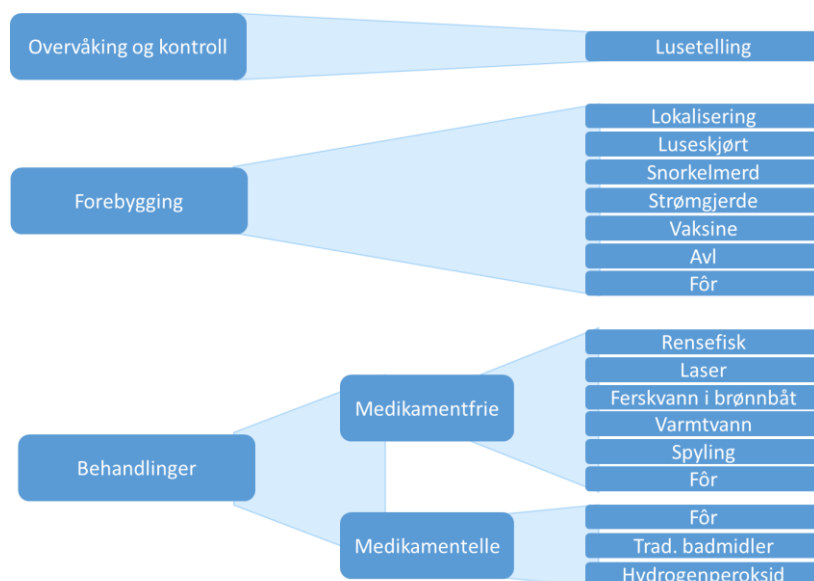 Overvåking og kontroll
Lusetelling
Forebygging
Lokalisering
Luseskjørt
Snorkelmerd
Strømgjerde
Vaksine
Avl
Fôr
Behandlinger
Medikamentfrie
Rensefisk
Laser
Ferskvann i brønnbåt
Varmtvann
Spyling
Fôr
Medikamentelle
Fôr
Trad. badmidler
Hydrogenperoksid